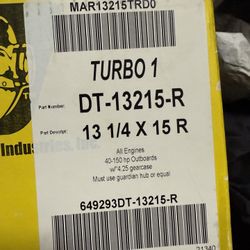 MAR13215TRD0
TURBO 1
Part Number: DT-13215-R
Part Descript: 13 1/4 X 15 R
Industries, Inc.
All Engines
40-150 hp Outboards
w/"4.25 gearcase
Must use guardian hub or equal
649293DT-13215-R
21340